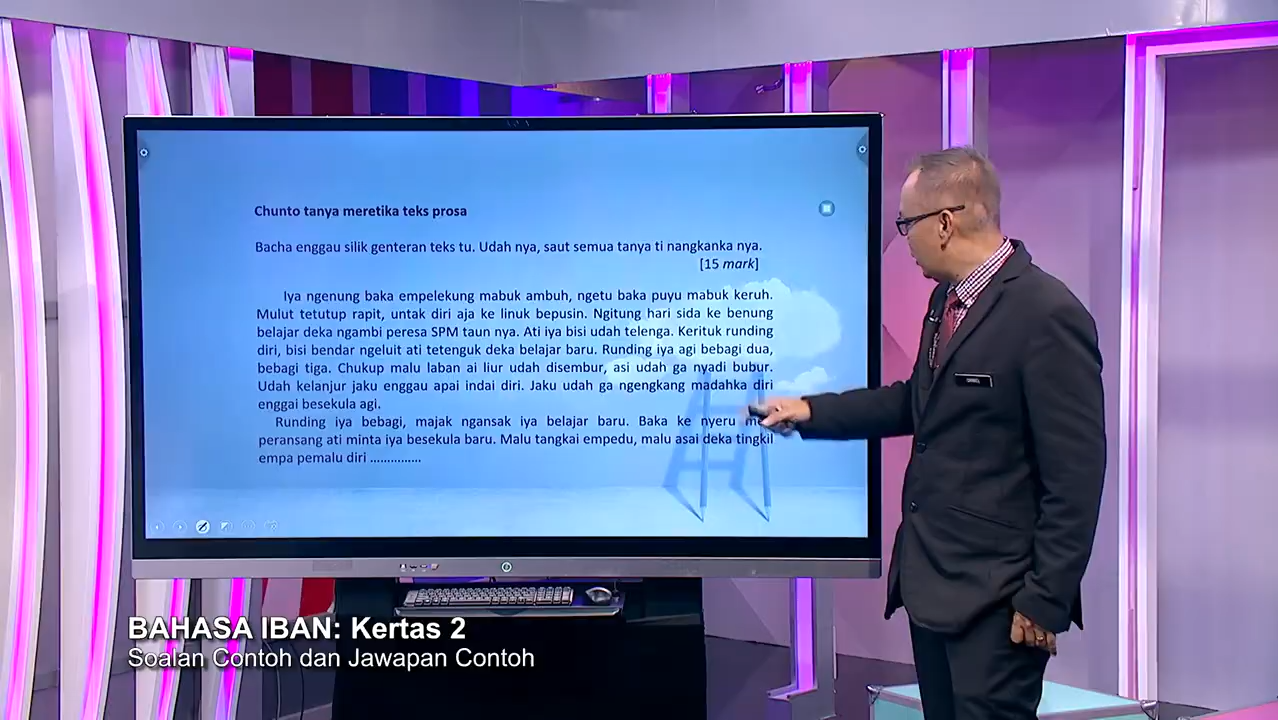 Chunto tanya meretika teks prosa
Bacha enggau silik genteran teks tu. Udah nya, saut semua tanya ti nangkanka nya.
[15 mark]
Iya ngenung baka empelekung mabuk ambuh, ngetu baka puyu mabuk keruh.
Mulut tetutup rapit, untak diri aja ke linuk bepusin. Ngitung hari sida ke benung
belajar deka ngambi peresa SPM taun nya. Ati iya bisi udah telenga. Kerituk runding
diri, bisi bendar ngeluit ati tetenguk deka belajar baru. Runding iya agi bebagi dua,
bebagi tiga. Chukup malu laban ai liur udah disembur, asi udah ga nyadi bubur.
Udah kelanjur jaku enggau apai indai diri. Jaku udah ga ngengkang madahka diri
enggai besekula agi.
Runding iya bebagi, majak ngansak iya belajar baru. Baka ke nyeru
peransang ati minta iya besekula baru. Malu tangkai empedu, malu asai deka tingkil
empa pemalu diri ..............
BAHASA IBAN: Kertas 2
Soalan Contoh dan Jawapan Contoh